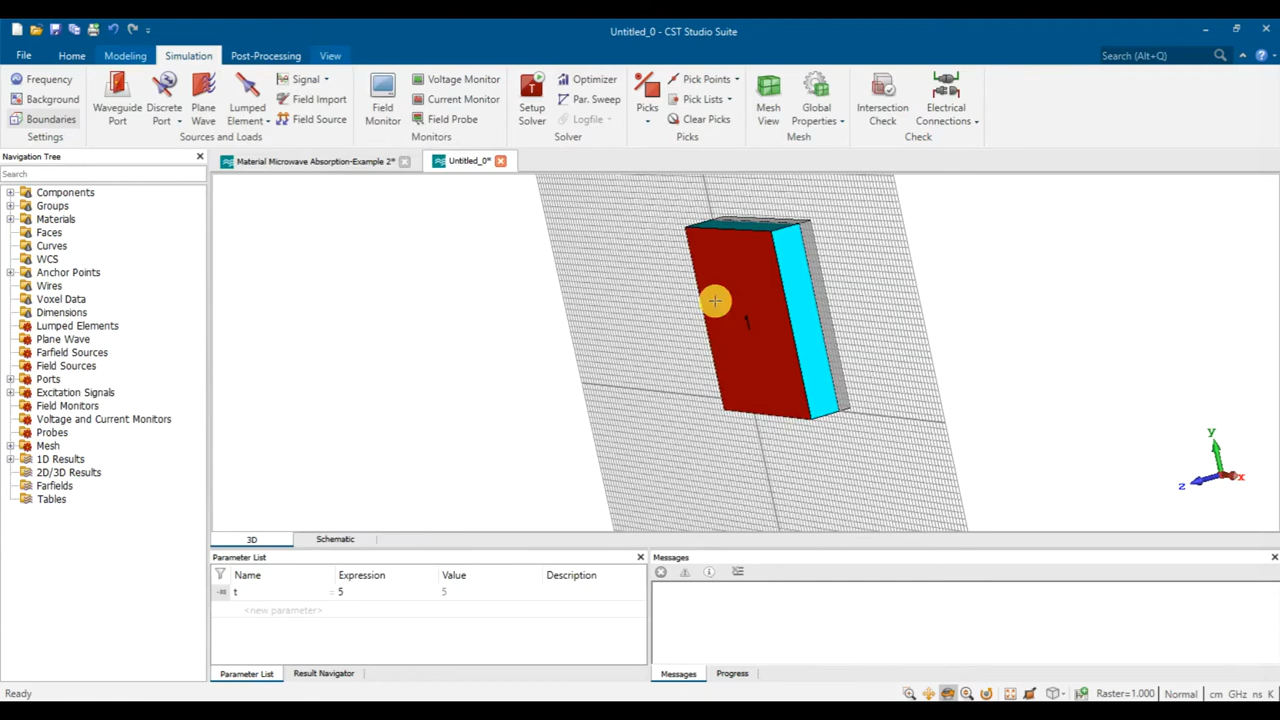 Untitled_0 - CST Studio Suite
File Home Modeling Simulation Post-Processing View Search (Alt+Q)
Frequency
Background
Boundaries
Settings
Waveguide Port
Discrete Port
Plane Wave
Lumped Element
Signal
Field Import
Field Source
Sources and Loads
Field Monitor
Voltage Monitor
Current Monitor
Field Probe
Monitors
Setup Solver
Optimizer
Par. Sweep
Logfile
Solver
Picks
Pick Points
Pick Lists
Clear Picks
Picks
Mesh View
Global Properties
Mesh
Intersection Check
Electrical Connections
Check
Navigation Tree
Search
Material Microwave Absorption-Example 2*
Untitled_0*
Components
Groups
Materials
Faces
Curves
WCS
Anchor Points
Wires
Voxel Data
Dimensions
Lumped Elements
Plane Wave
Farfield Sources
Field Sources
Ports
Excitation Signals
Field Monitors
Voltage and Current Monitors
Probes
Mesh
1D Results
2D/3D Results
Farfields
Tables
1
y
z
x
3D Schematic
Parameter List
Name Expression Value Description
t = 5 5
<new parameter>
Parameter List Result Navigator
Messages
Messages Progress
Ready
Raster=1.000 Normal cm GHz ns K